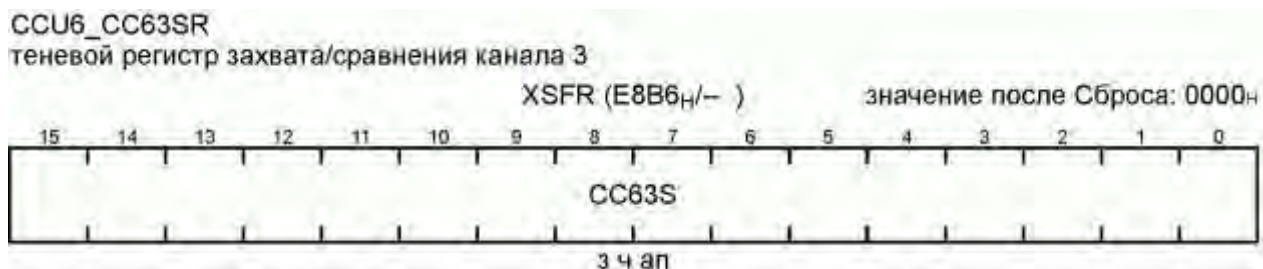 CCU6_CC63SR
теневой регистр захвата/сравнения канала 3
XSFR (E8B6H/– ) значение после Сброса: 0000H
15 14 13 12 11 10 9 8 7 6 5 4 3 2 1 0
CC63S
з ч ап